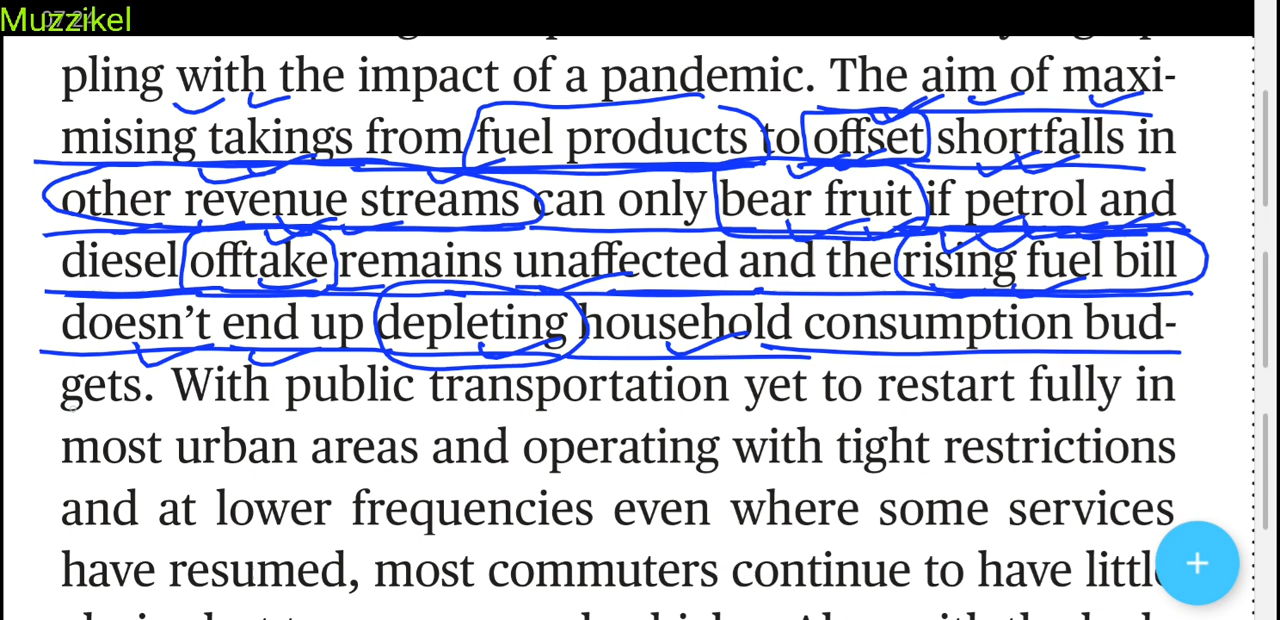 Muzzikel
pling with the impact of a pandemic. The aim of maxi-
mising takings from fuel products to offset shortfalls in
other revenue streams can only bear fruit if petrol and
diesel offtake remains unaffected and the rising fuel bill
doesn’t end up depleting household consumption bud-
gets. With public transportation yet to restart fully in
most urban areas and operating with tight restrictions
and at lower frequencies even where some services
have resumed, most commuters continue to have little